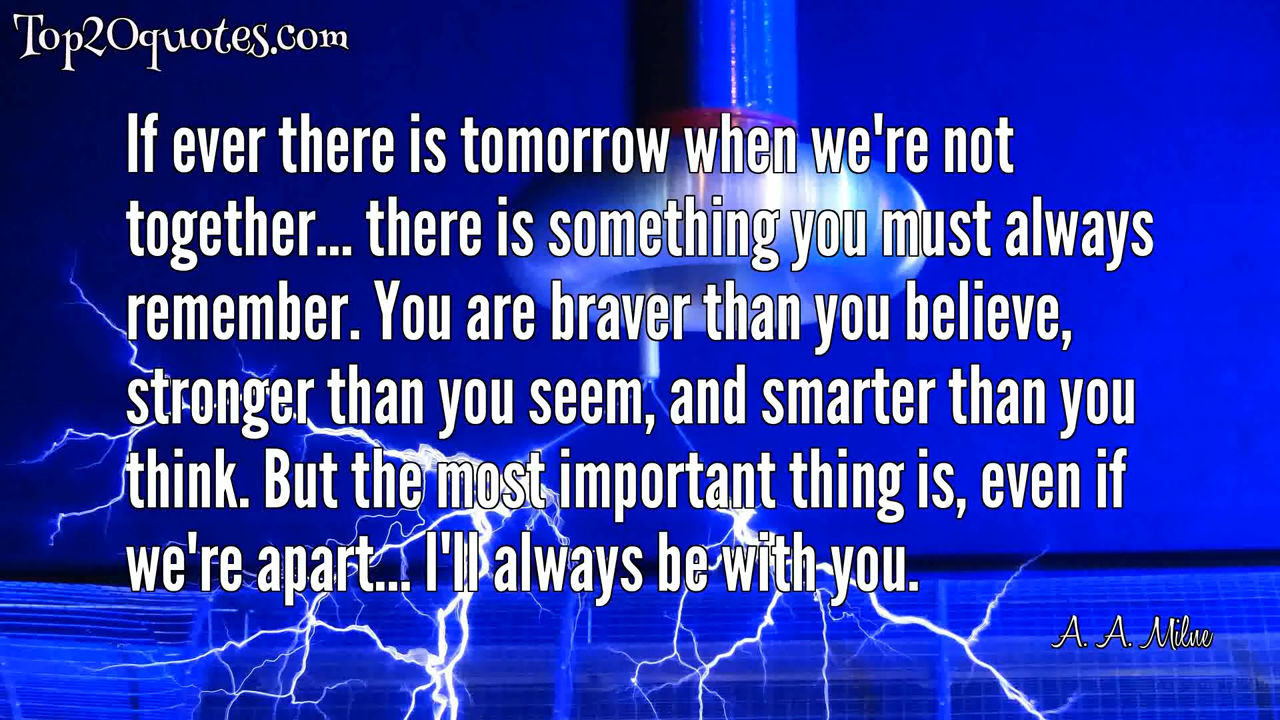 Top20quotes.com
If ever there is tomorrow when we're not
together... there is something you must always
remember. You are braver than you believe,
stronger than you seem, and smarter than you
think. But the most important thing is, even if
we're apart... I'll always be with you.
A. A. Milne